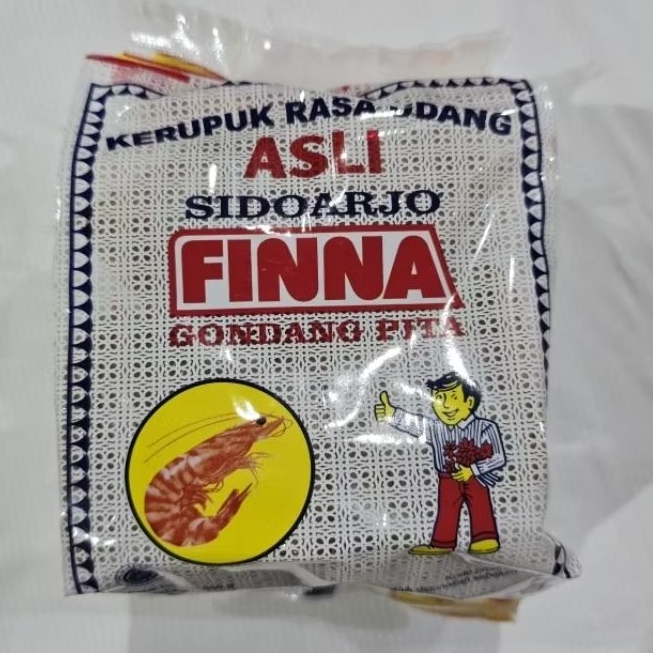 KERUPUK RASA UDANG
ASLI
SIDOARJO
FINNA
GONDANG PITA